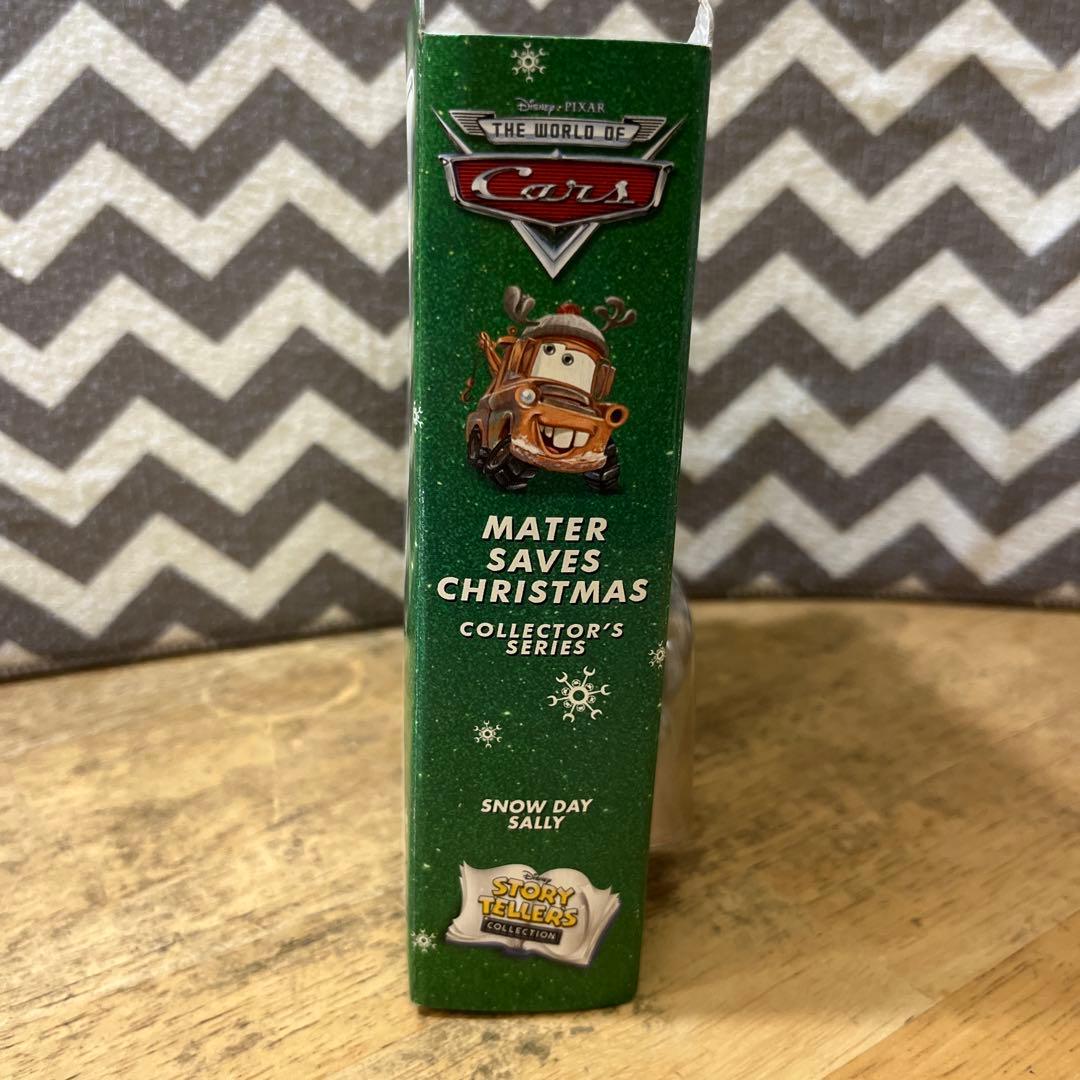 Disney · PIXAR
THE WORLD OF
Cars
MATER
SAVES
CHRISTMAS
COLLECTOR'S
SERIES
SNOW DAY
SALLY
Disney
STORY
TELLERS
COLLECTION